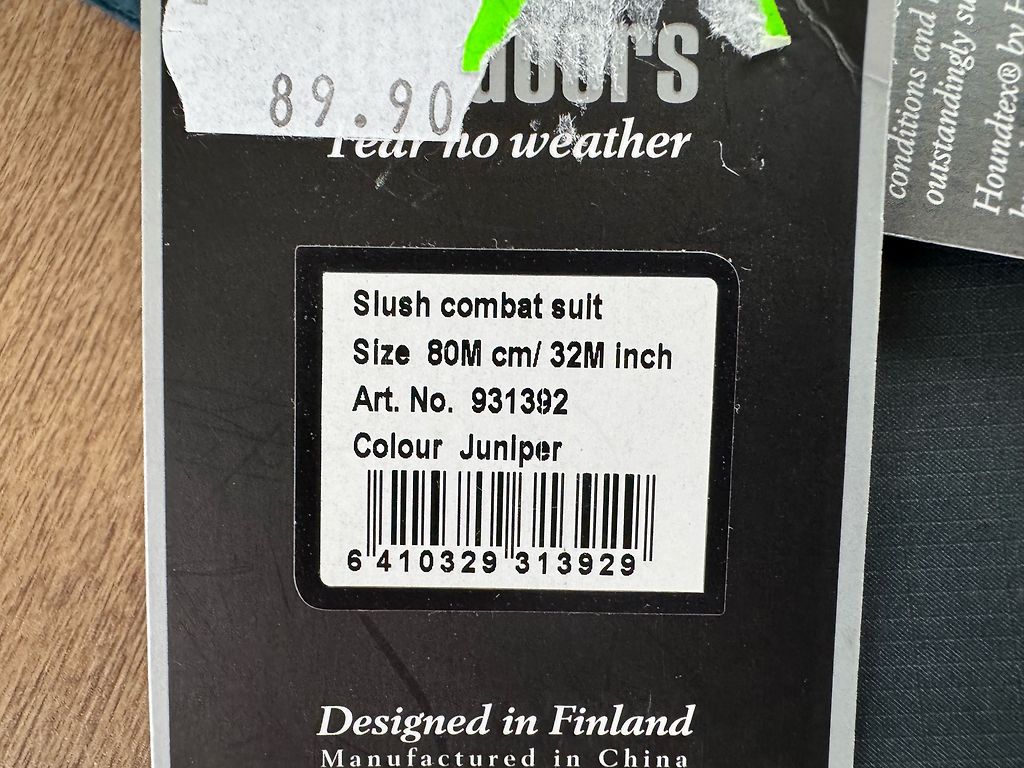 89.90
no weather
Slush combat suit
Size 80M cm/ 32M inch
Art. No. 931392
Colour Juniper
6 410329 313929
Designed in Finland
Manufactured in China
conditions and
outstandingly
Houndtex® by